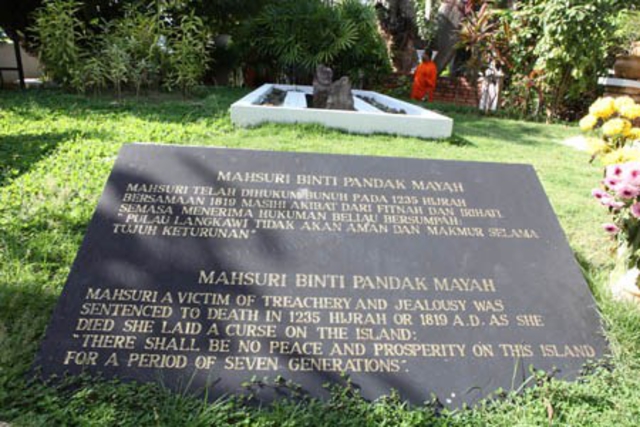 MAHSURI BINTI PANDAK MAYAH
MAHSURI TELAH DIHUKUM BUNUH PADA 1235 HIJRAH
BERSAMAAN 1819 MASIHI AKIBAT DARI FITNAH DAN IRIHATI.
SEMASA MENERIMA HUKUMAN BELIAU BERSUMPAH:
"PULAU LANGKAWI TIDAK AKAN AMAN DAN MAKMUR SELAMA
TUJUH KETURUNAN"
MAHSURI BINTI PANDAK MAYAH
MAHSURI A VICTIM OF TREACHERY AND JEALOUSY WAS
SENTENCED TO DEATH IN 1235 HIJRAH OR 1819 A.D. AS SHE
DIED SHE LAID A CURSE ON THE ISLAND:
"THERE SHALL BE NO PEACE AND PROSPERITY ON THIS ISLAND
FOR A PERIOD OF SEVEN GENERATIONS".